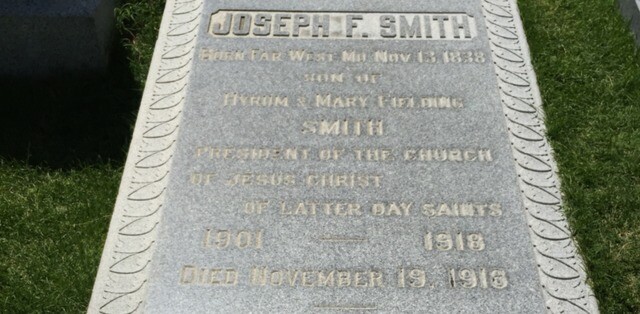 JOSEPH F. SMITH
BORN FAR WEST MO. NOV. 13. 1838
SON OF
HYRUM & MARY FIELDING
SMITH
PRESIDENT OF THE CHURCH
OF JESUS CHRIST
OF LATTER DAY SAINTS
1901 — 1918
DIED NOVEMBER 19. 1918